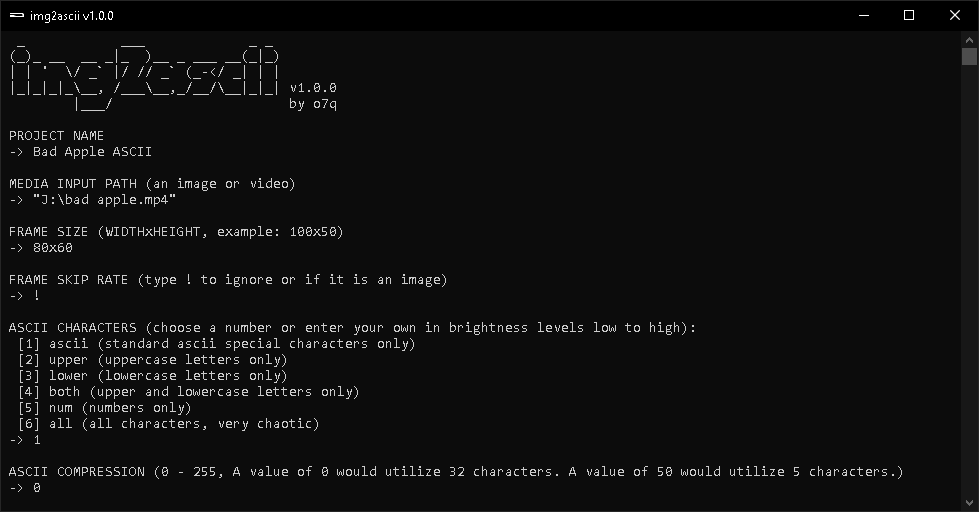 img2ascii v1.0.0
img2ascii
v1.0.0
by o7q
PROJECT NAME
-> Bad Apple ASCII
MEDIA INPUT PATH (an image or video)
-> "J:\bad apple.mp4"
FRAME SIZE (WIDTHxHEIGHT, example: 100x50)
-> 80x60
FRAME SKIP RATE (type ! to ignore or if it is an image)
-> !
ASCII CHARACTERS (choose a number or enter your own in brightness levels low to high):
[1] ascii (standard ascii special characters only)
[2] upper (uppercase letters only)
[3] lower (lowercase letters only)
[4] both (upper and lowercase letters only)
[5] num (numbers only)
[6] all (all characters, very chaotic)
-> 1
ASCII COMPRESSION (0 - 255, A value of 0 would utilize 32 characters. A value of 50 would utilize 5 characters.)
-> 0